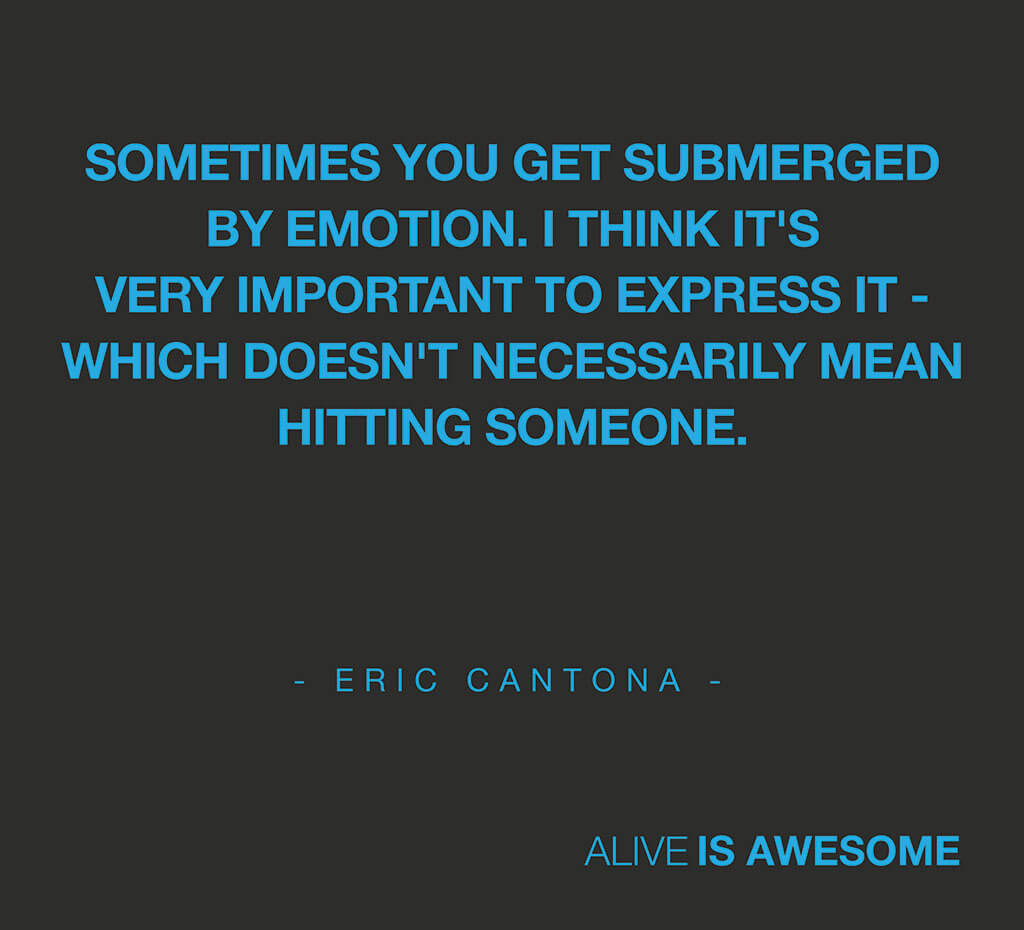 SOMETIMES YOU GET SUBMERGED
BY EMOTION. I THINK IT'S
VERY IMPORTANT TO EXPRESS IT -
WHICH DOESN'T NECESSARILY MEAN
HITTING SOMEONE.
- ERIC CANTONA -
ALIVE IS AWESOME